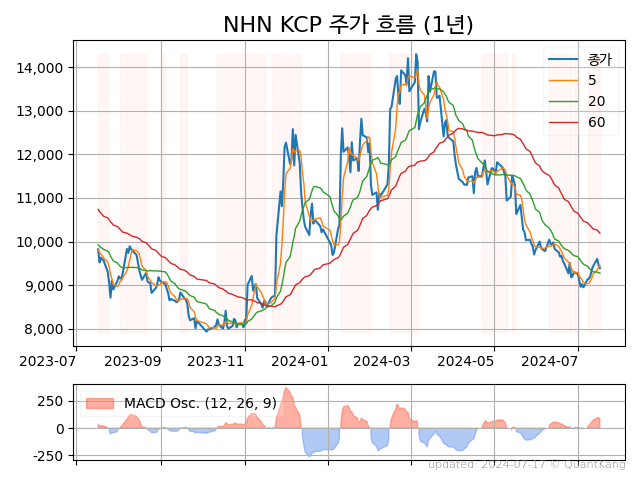 NHN KCP 주가 흐름 (1년)
종가
5
20
60
14,000
13,000
12,000
11,000
10,000
9,000
8,000
2023-07 2023-09 2023-11 2024-01 2024-03 2024-05 2024-07
MACD Osc. (12, 26, 9)
250
0
-250
updated: 2024-07-17 © QuantKang